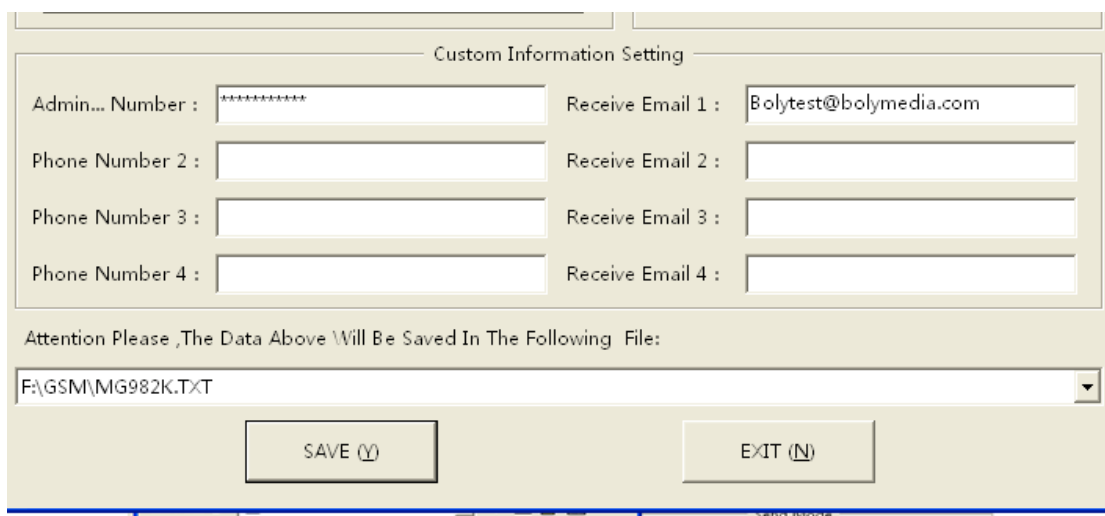 Custom Information Setting
Admin... Number : *********** Receive Email 1 : Bolytest@bolymedia.com
Phone Number 2 : Receive Email 2 :
Phone Number 3 : Receive Email 3 :
Phone Number 4 : Receive Email 4 :
Attention Please ,The Data Above Will Be Saved In The Following File:
F:\GSM\MG982K.TXT
SAVE (Y) EXIT (N)
Send Mode